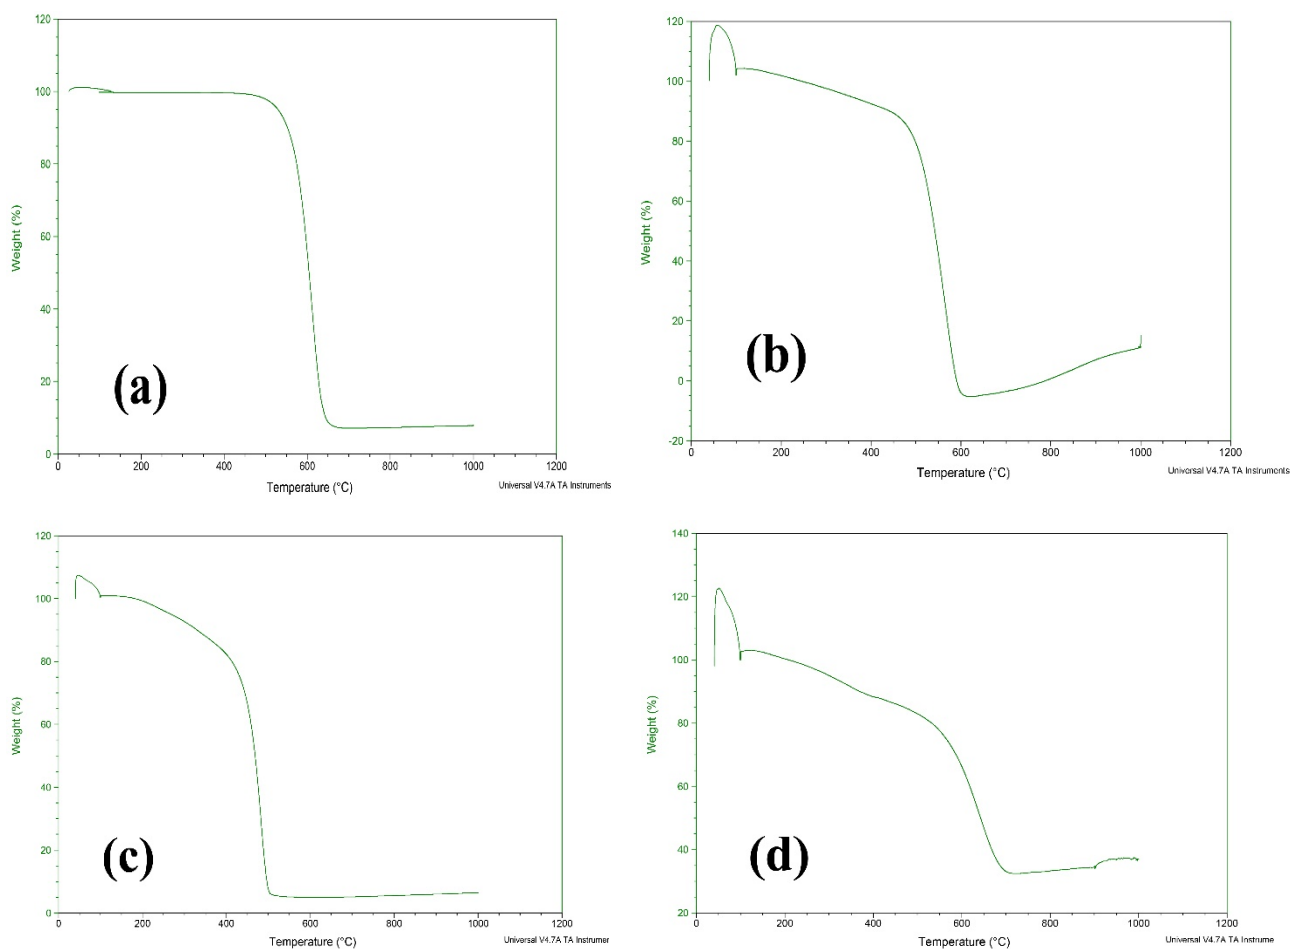 120
100
80
60
40
20
0
Weight (%)
(a)
0 200 400 600 800 1000 1200
Temperature (°C)
Universal V4.7A TA Instruments
120
100
80
60
40
20
0
-20
Weight (%)
(b)
0 200 400 600 800 1000 1200
Temperature (°C)
Universal V4.7A TA Instruments
120
100
80
60
40
20
0
Weight (%)
(c)
0 200 400 600 800 1000 1200
Temperature (°C)
Universal V4.7A TA Instrumer
140
120
100
80
60
40
20
Weight (%)
(d)
0 200 400 600 800 1000 1200
Temperature (°C)
Universal V4.7A TA Instrume